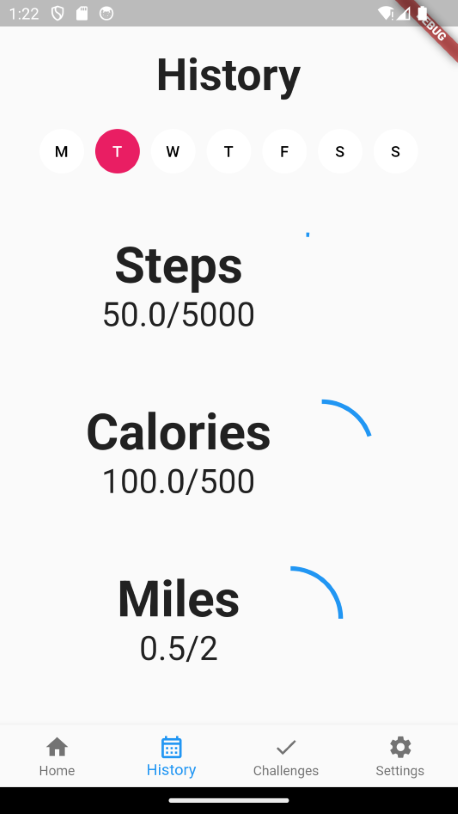 1:22
DEBUG
History
M T W T F S S
Steps
50.0/5000
Calories
100.0/500
Miles
0.5/2
Home History Challenges Settings